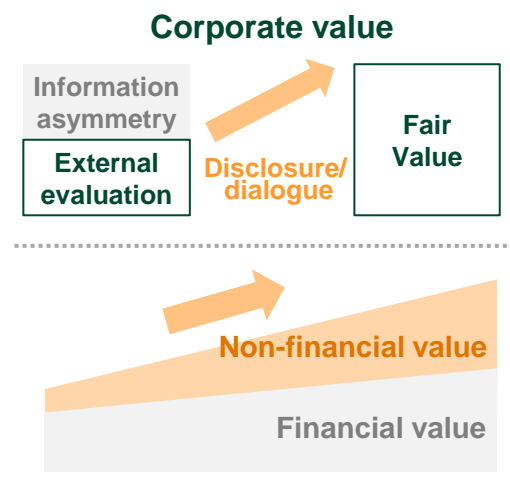 Corporate value
Information
asymmetry
External
evaluation
Disclosure/
dialogue
Fair
Value
Non-financial value
Financial value